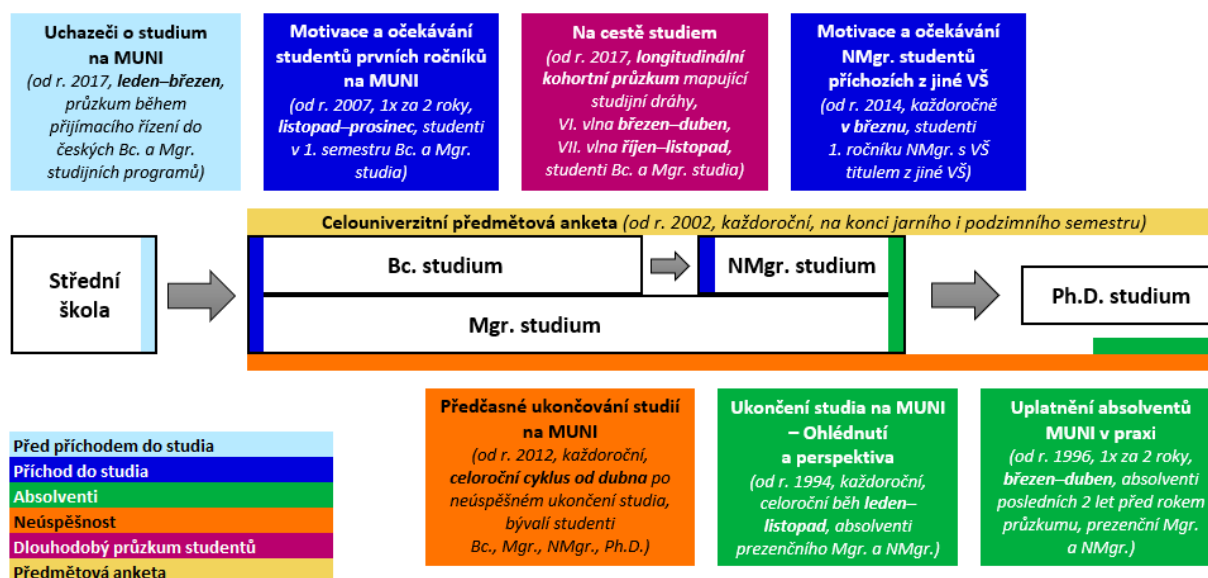 Uchazeči o studium
na MUNI
(od r. 2017, leden–březen,
průzkum během
přijímacího řízení do
českých Bc. a Mgr.
studijních programů)
Motivace a očekávání
studentů prvních ročníků
na MUNI
(od r. 2007, 1x za 2 roky,
listopad–prosinec, studenti
v 1. semestru Bc. a Mgr.
studia)
Na cestě studiem
(od r. 2017, longitudinální
kohortní průzkum mapující
studijní dráhy,
VI. vlna březen–duben,
VII. vlna říjen–listopad,
studenti Bc. a Mgr. studia)
Motivace a očekávání
NMgr. studentů
příchozích z jiné VŠ
(od r. 2014, každoročně
v březnu, studenti
1. ročníku NMgr. s VŠ
titulem z jiné VŠ)
Celouniverzitní předmětová anketa (od r. 2002, každoroční, na konci jarního i podzimního semestru)
Střední
škola
Bc. studium
NMgr. studium
Mgr. studium
Ph.D. studium
Předčasné ukončování studií
na MUNI
(od r. 2012, každoroční,
celoroční cyklus od dubna po
neúspěšném ukončení studia,
bývalí studenti
Bc., Mgr., NMgr., Ph.D.)
Ukončení studia na MUNI
– Ohlédnutí
a perspektiva
(od r. 1994, každoroční,
celoroční běh leden–
listopad, absolventi
prezenčního Mgr. a NMgr.)
Uplatnění absolventů
MUNI v praxi
(od r. 1996, 1x za 2 roky,
březen–duben, absolventi
posledních 2 let před rokem
průzkumu, prezenční Mgr.
a NMgr.)
Před příchodem do studia
Příchod do studia
Absolventi
Neúspěšnost
Dlouhodobý průzkum studentů
Předmětová anketa